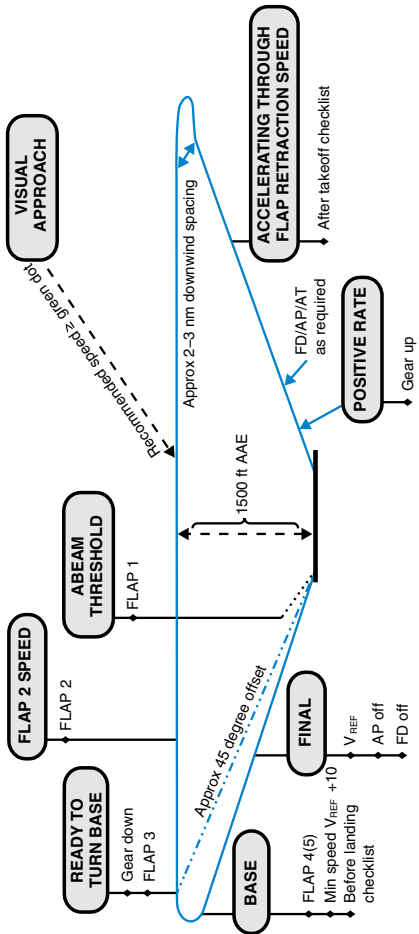 VISUAL
APPROACH
Recommended speed ≥ green dot
Approx 2–3 nm downwind spacing
ACCELERATING THROUGH
FLAP RETRACTION SPEED
After takeoff checklist
FD/AP/AT
as required
POSITIVE RATE
Gear up
1500 ft AAE
ABEAM
THRESHOLD
FLAP 1
FLAP 2 SPEED
FLAP 2
READY TO
TURN BASE
Gear down
FLAP 3
Approx 45 degree offset
BASE
FLAP 4(5)
Min speed VREF +10
Before landing
checklist
FINAL
VREF
AP off
FD off